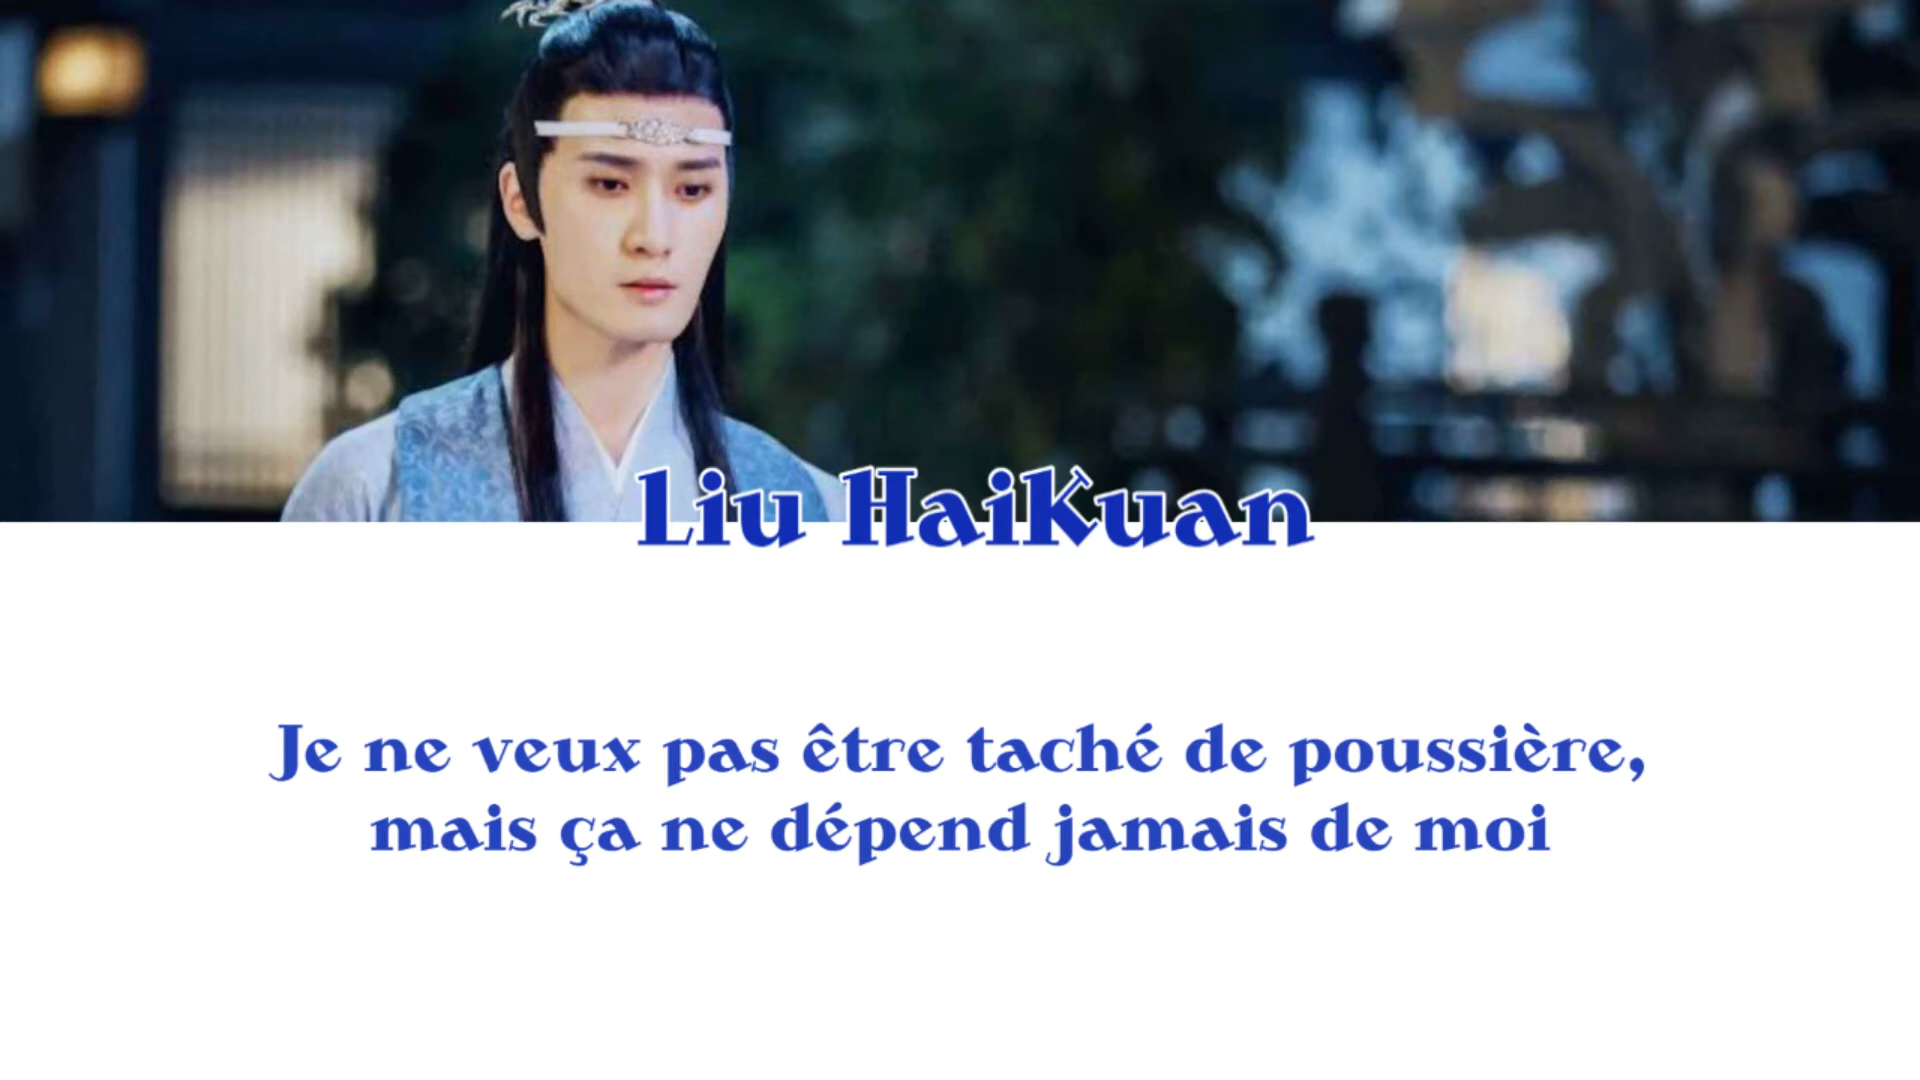 Liu HaiKuan
Je ne veux pas être taché de poussière,
mais ça ne dépend jamais de moi